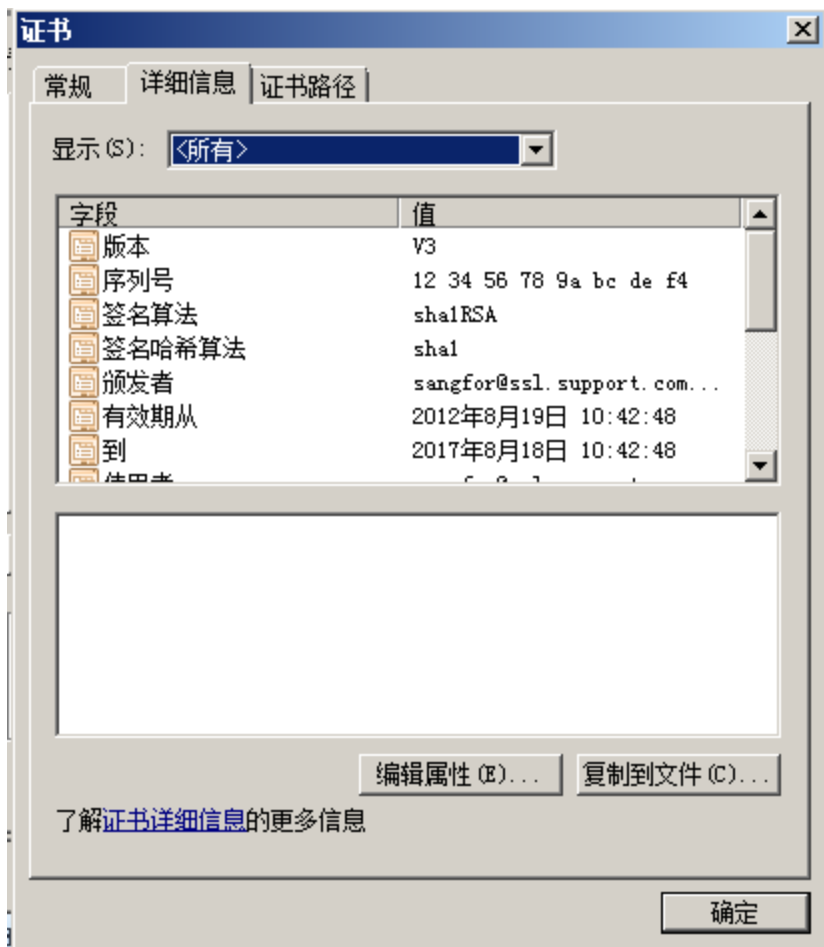 证书
常规 详细信息 证书路径
显示(S): <所有>
字段 值
版本 V3
序列号 12 34 56 78 9a bc de f4
签名算法 sha1RSA
签名哈希算法 sha1
颁发者 sangfor@ssl.support.com...
有效期从 2012年8月19日 10:42:48
到 2017年8月18日 10:42:48
编辑属性(E)... 复制到文件(C)...
了解证书详细信息的更多信息
确定